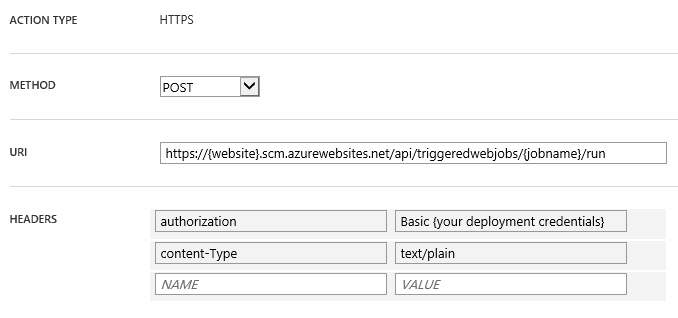 ACTION TYPE HTTPS
METHOD POST
URI https://{website}.scm.azurewebsites.net/api/triggeredwebjobs/{jobname}/run
HEADERS authorization Basic {your deployment credentials}
content-Type text/plain
NAME VALUE